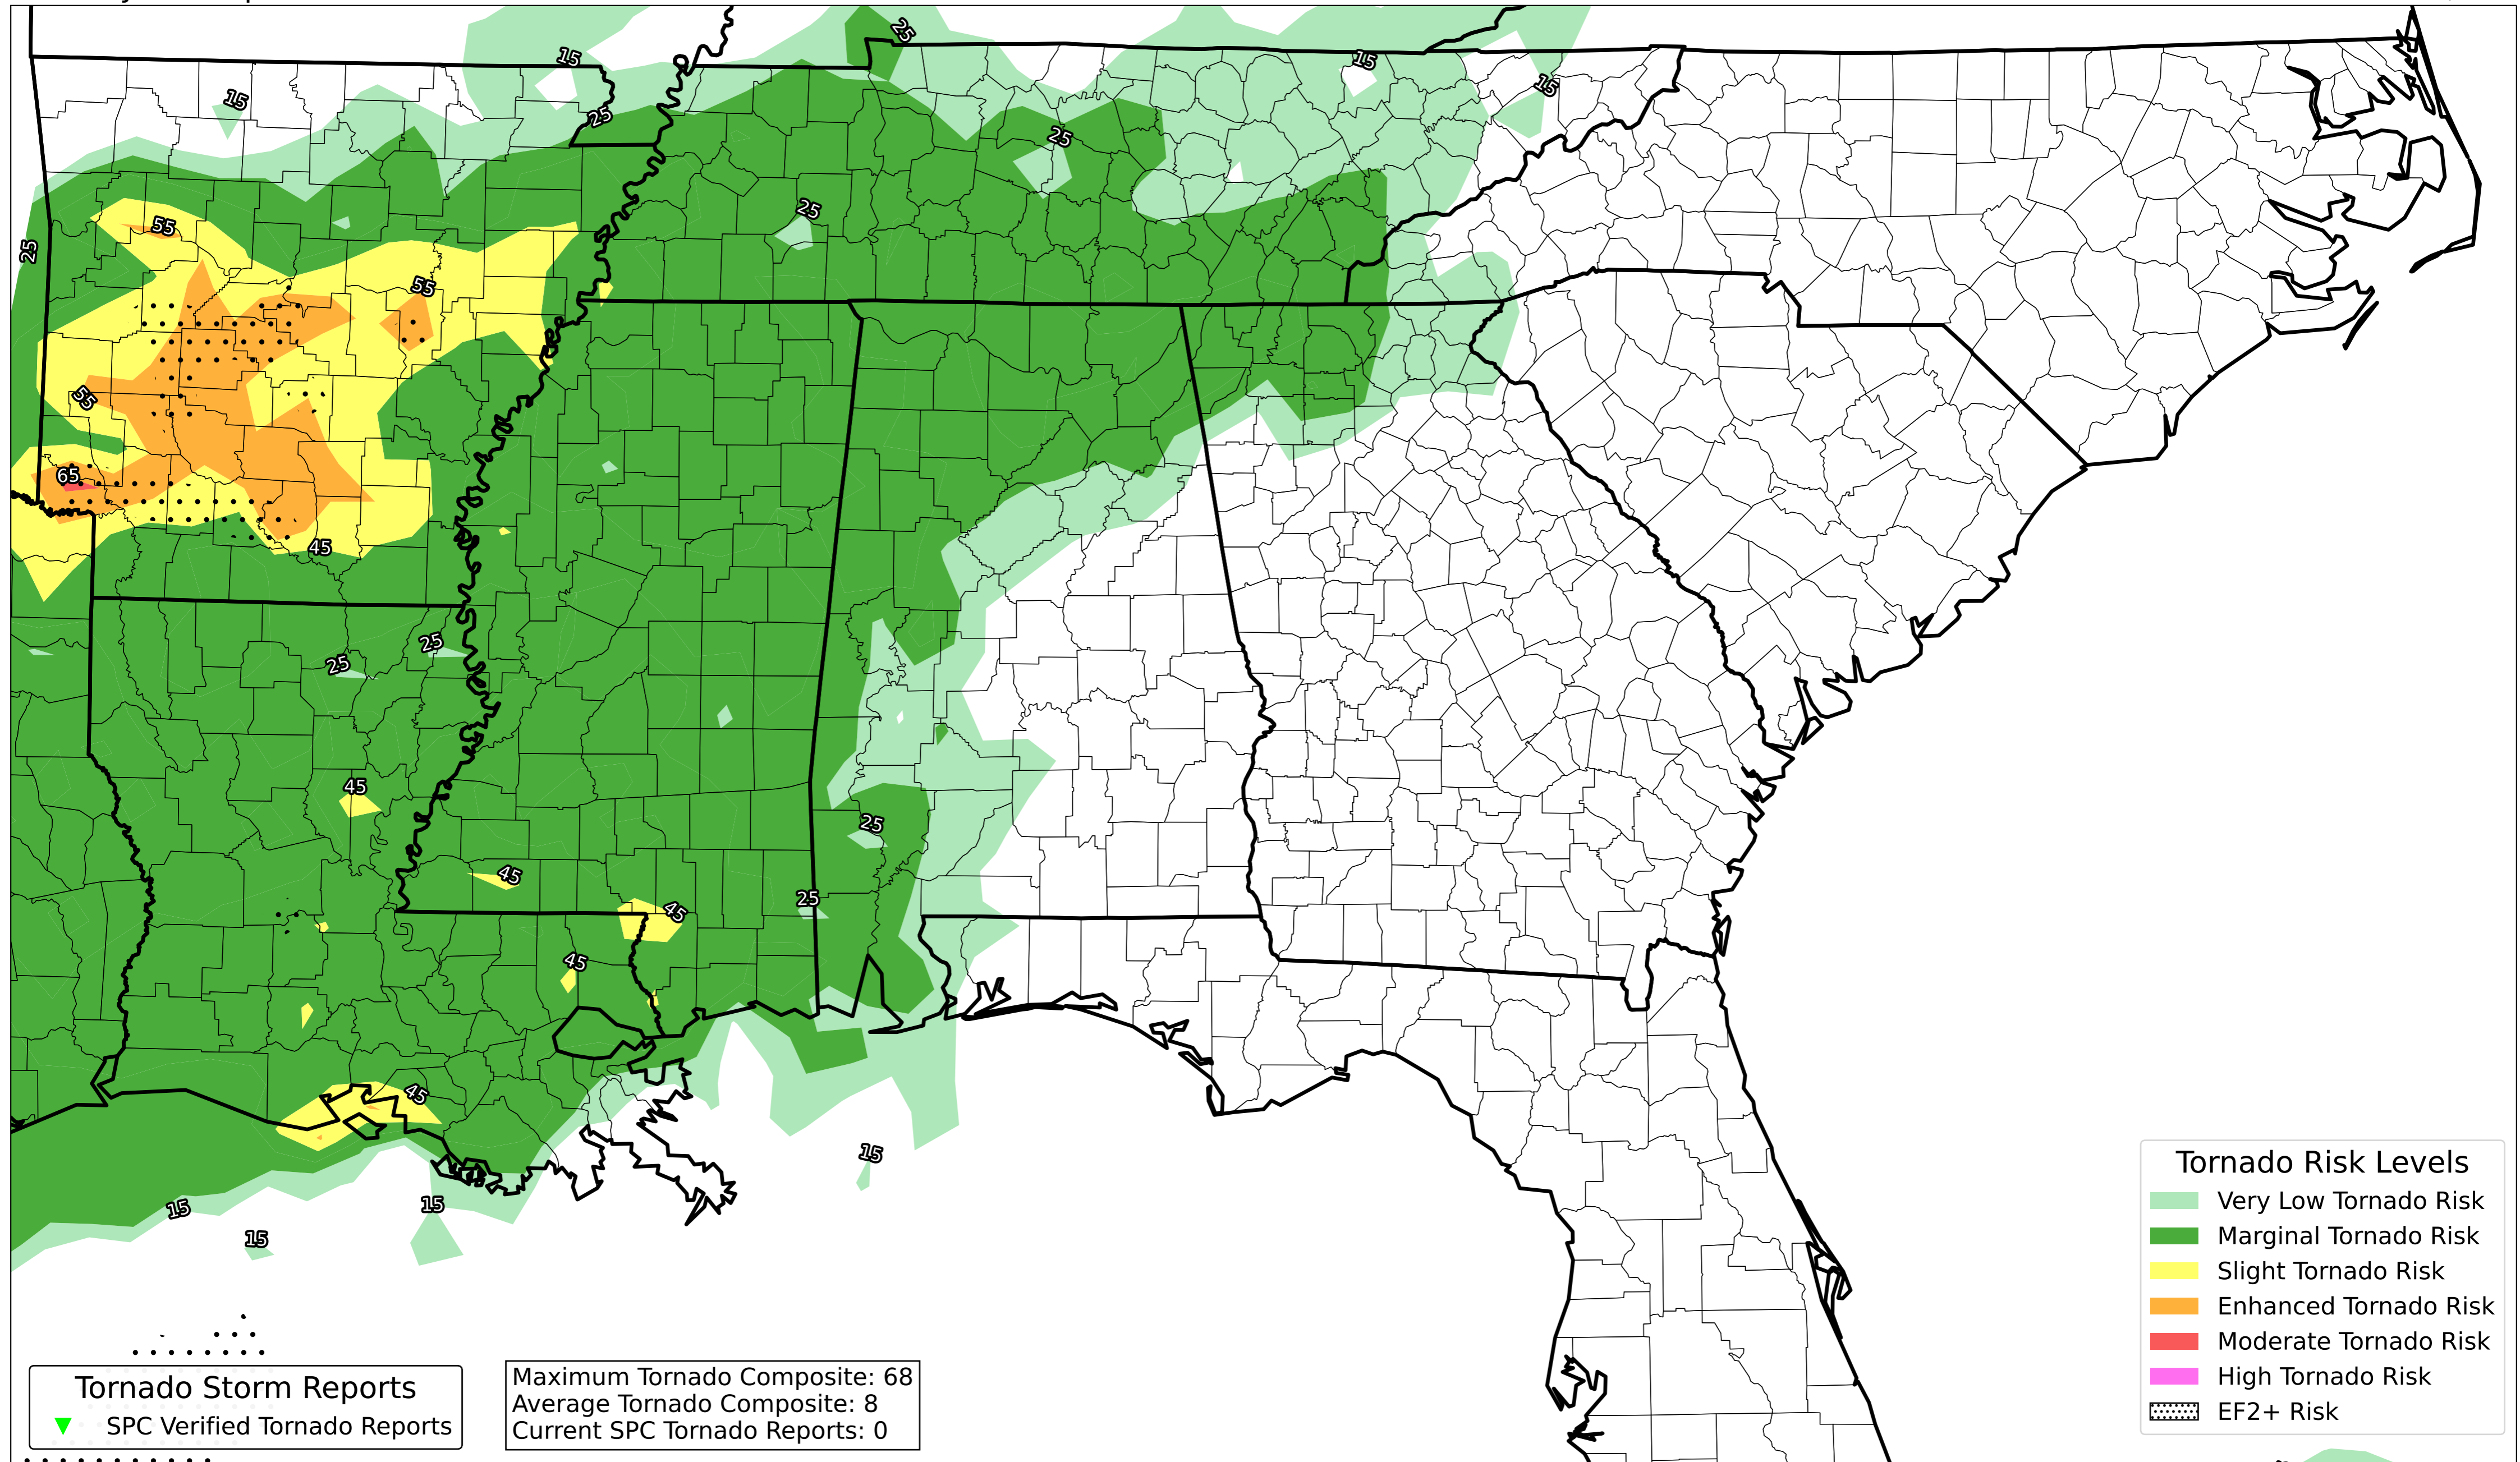 25
15
15
15
15
25
25
25
55
25
25
55
55
65
45
25
25
45
25
45
25
45
45
45
15
15
15
15
Tornado Risk Levels
Very Low Tornado Risk
Marginal Tornado Risk
Slight Tornado Risk
Enhanced Tornado Risk
Moderate Tornado Risk
High Tornado Risk
EF2+ Risk
Tornado Storm Reports
SPC Verified Tornado Reports
Maximum Tornado Composite: 68
Average Tornado Composite: 8
Current SPC Tornado Reports: 0